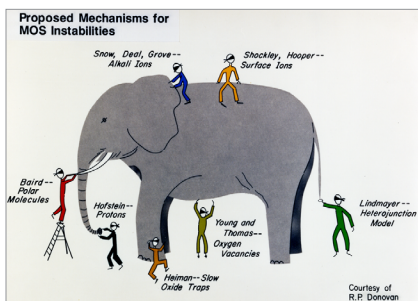 Proposed Mechanisms for
MOS Instabilities
Snow, Deal, Grove--
Alkali Ions
Shockley, Hooper--
Surface Ions
Baird--
Polar
Molecules
Hofstein--
Protons
Heiman--Slow
Oxide Traps
Young and
Thomas--
Oxygen
Vacancies
Lindmayer--
Heterojunction
Model
Courtesy of
R.P. Donovan